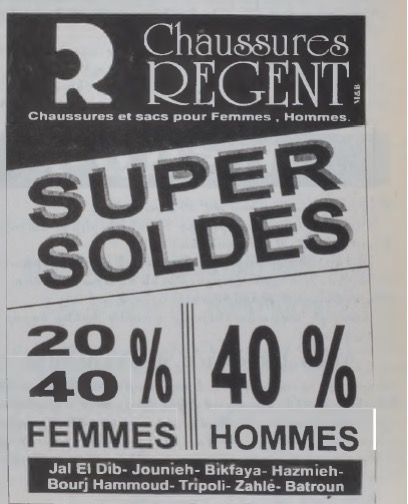 R Chaussures
REGENT
M&B
Chaussures et sacs pour Femmes , Hommes.
SUPER
SOLDES
20
40 %
FEMMES
40 %
HOMMES
Jal El Dib- Jounieh- Bikfaya- Hazmieh-
Bourj Hammoud- Tripoli- Zahlé- Batroun